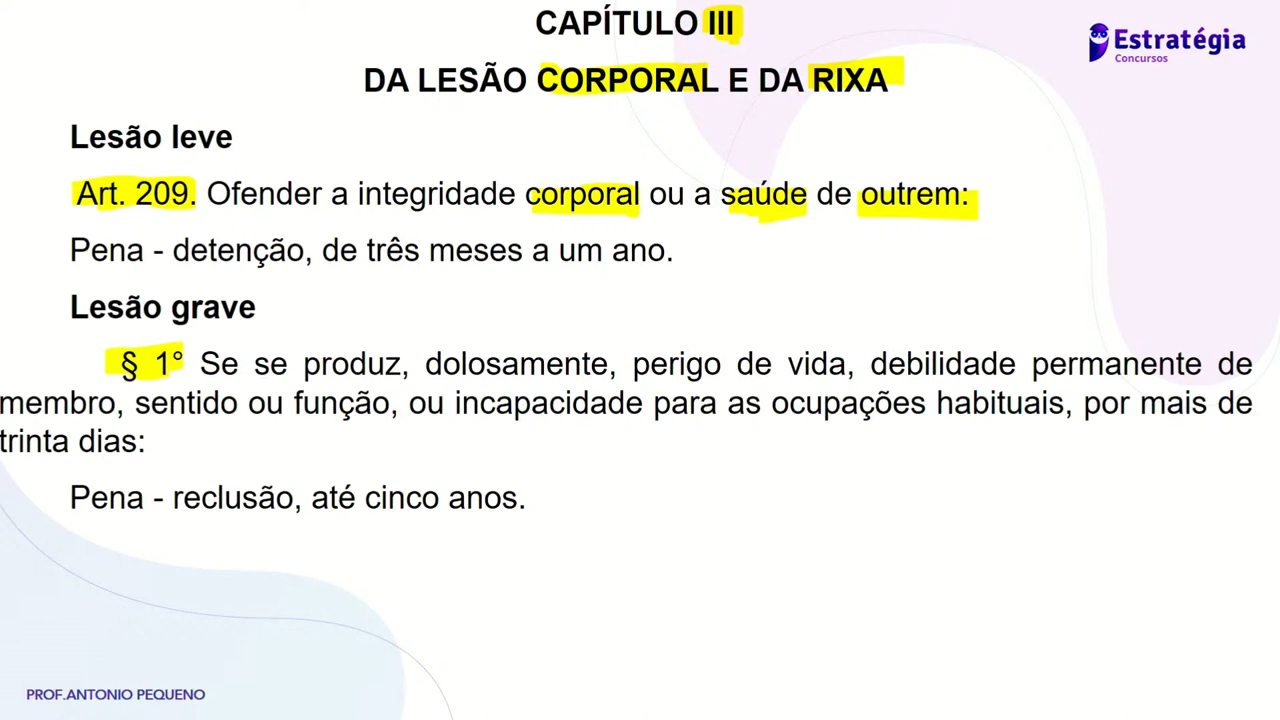 CAPÍTULO III
Estratégia
Concursos
DA LESÃO CORPORAL E DA RIXA
Lesão leve
Art. 209. Ofender a integridade corporal ou a saúde de outrem:
Pena - detenção, de três meses a um ano.
Lesão grave
§ 1° Se se produz, dolosamente, perigo de vida, debilidade permanente de
membro, sentido ou função, ou incapacidade para as ocupações habituais, por mais de
trinta dias:
Pena - reclusão, até cinco anos.
PROF.ANTONIO PEQUENO